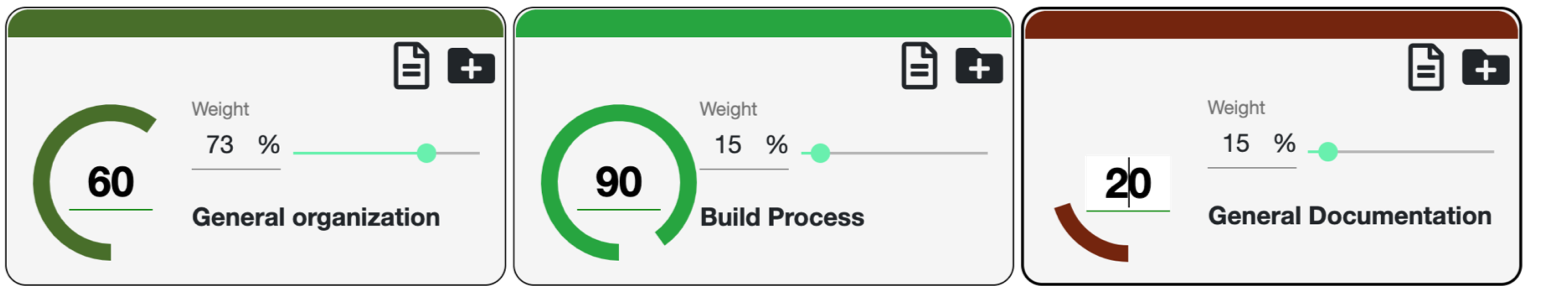 Weight
73 %
60
General organization
Weight
15 %
90
Build Process
Weight
15 %
20
General Documentation